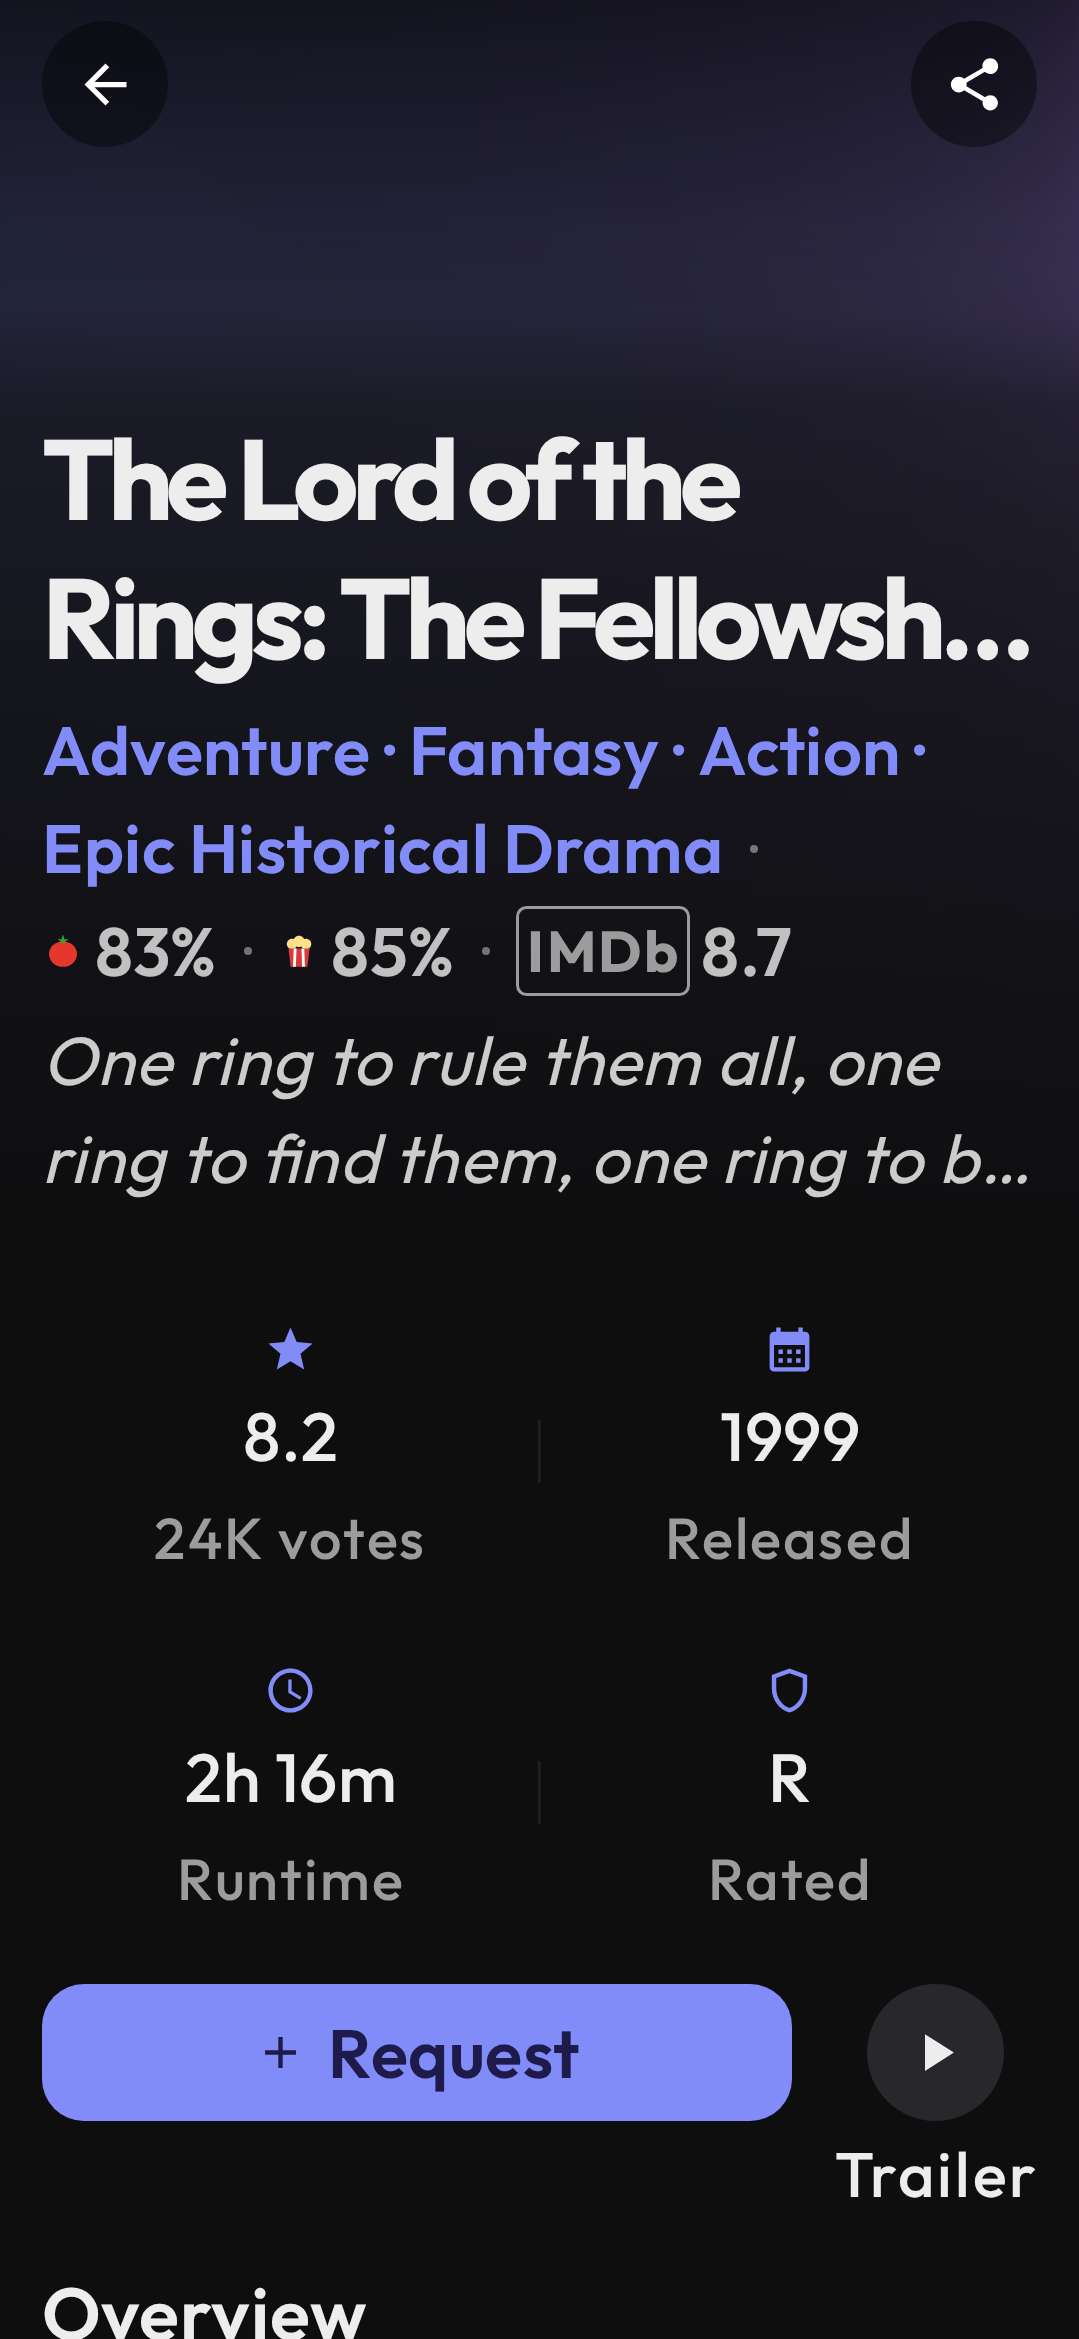 The Lord of the
Rings: The Fellowsh...
Adventure · Fantasy · Action ·
Epic Historical Drama ·
83% · 85% · IMDb 8.7
One ring to rule them all, one
ring to find them, one ring to b...
8.2
24K votes
1999
Released
2h 16m
Runtime
R
Rated
+ Request
Trailer
Overview